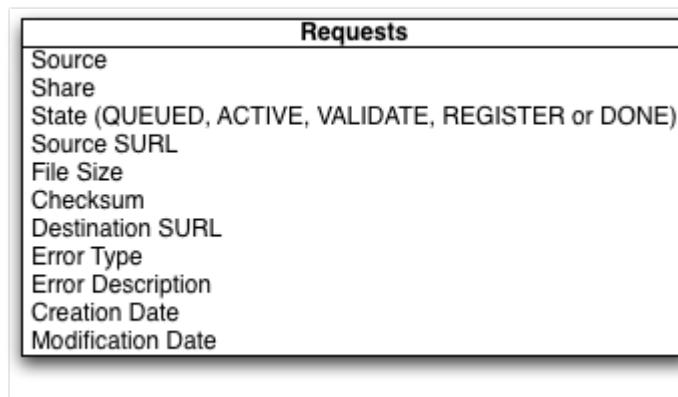 Requests
Source
Share
State (QUEUED, ACTIVE, VALIDATE, REGISTER or DONE)
Source SURL
File Size
Checksum
Destination SURL
Error Type
Error Description
Creation Date
Modification Date